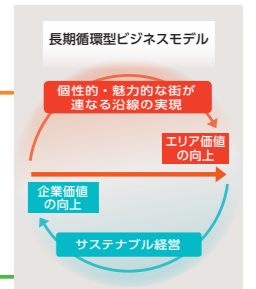 長期循環型ビジネスモデル
個性的・魅力的な街が
連なる沿線の実現
エリア価値
の向上
企業価値
の向上
サステナブル経営